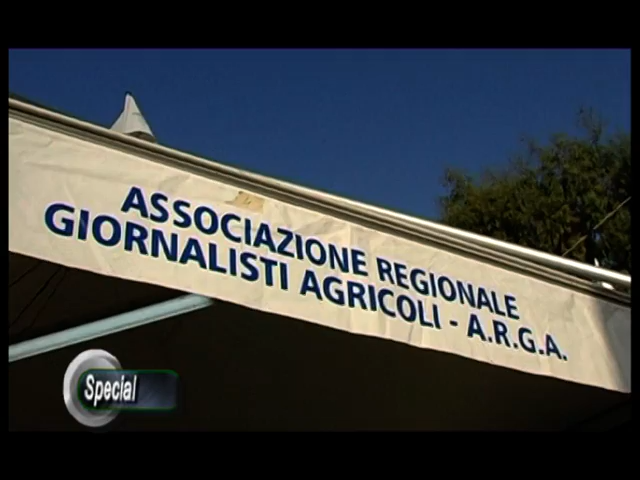 ASSOCIAZIONE REGIONALE
GIORNALISTI AGRICOLI - A.R.G.A.
Special